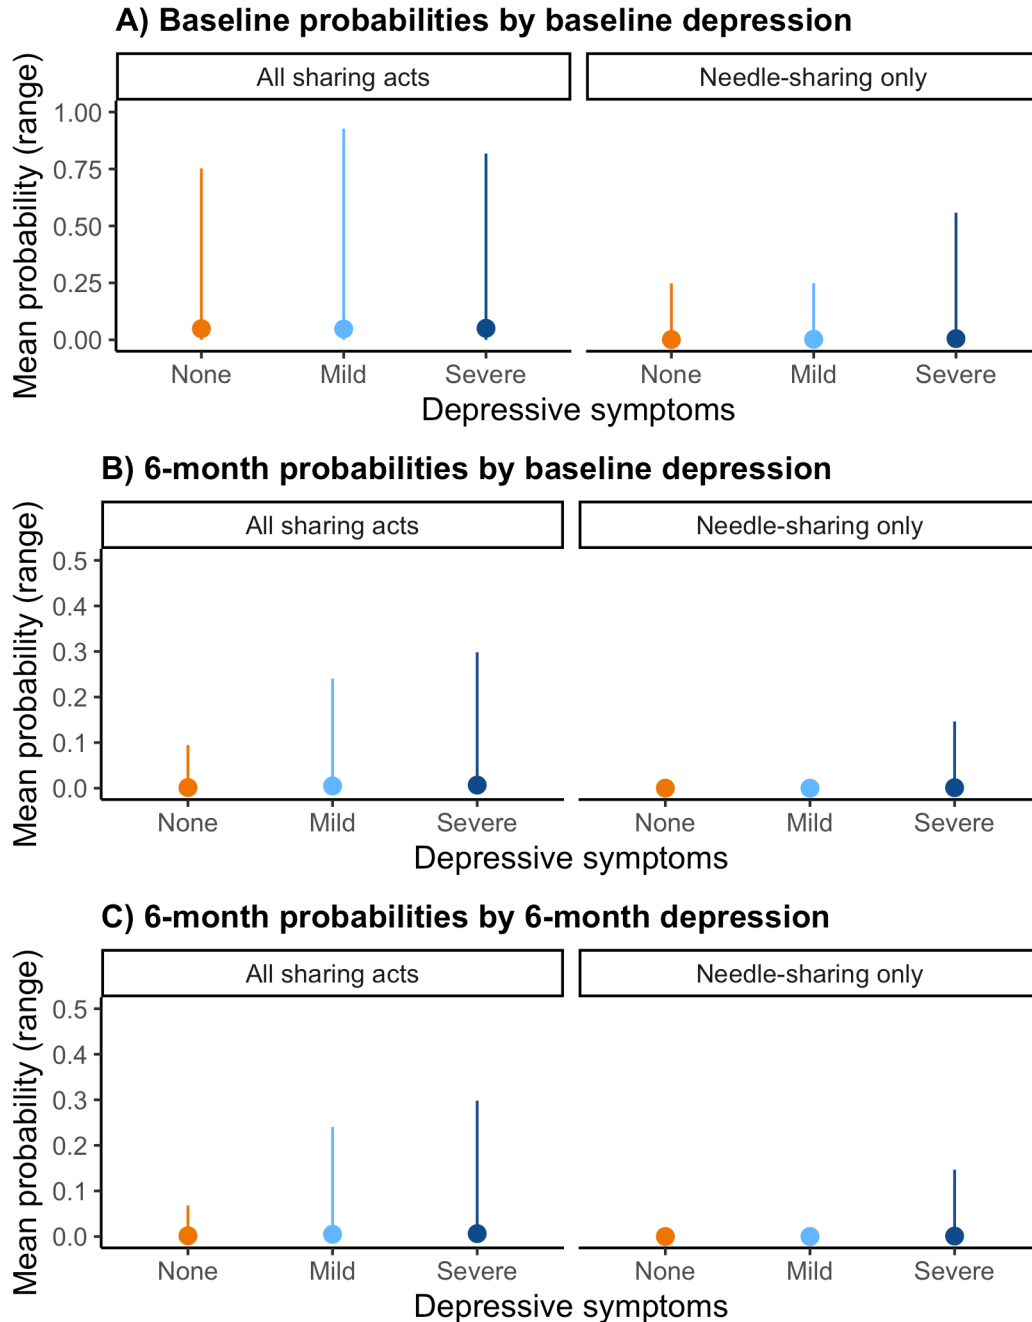 A) Baseline probabilities by baseline depression
All sharing acts
Needle-sharing only
Mean probability (range)
1.00
0.75
0.50
0.25
0.00
None Mild Severe None Mild Severe
Depressive symptoms
B) 6-month probabilities by baseline depression
All sharing acts
Needle-sharing only
Mean probability (range)
0.5
0.4
0.3
0.2
0.1
0.0
None Mild Severe None Mild Severe
Depressive symptoms
C) 6-month probabilities by 6-month depression
All sharing acts
Needle-sharing only
Mean probability (range)
0.5
0.4
0.3
0.2
0.1
0.0
None Mild Severe None Mild Severe
Depressive symptoms